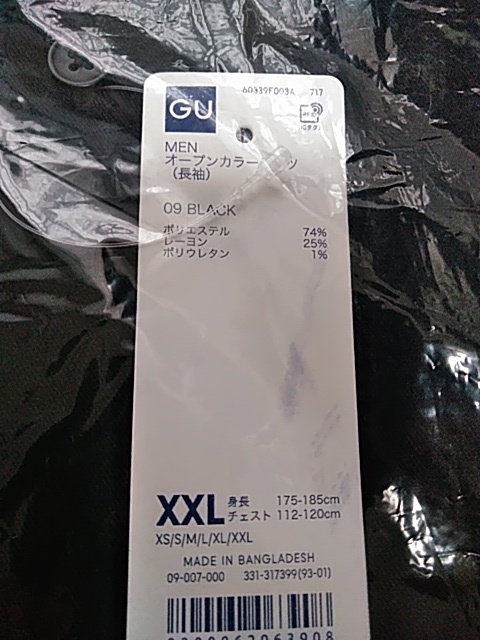 GU
60339F003A 717
MEN
オープンカラー ツ
(長袖)
09 BLACK
ポリエステル 74%
レーヨン 25%
ポリウレタン 1%
XXL
身長 175-185cm
チェスト 112-120cm
XS/S/M/L/XL/XXL
MADE IN BANGLADESH
09-007-000 331-317399(93-01)